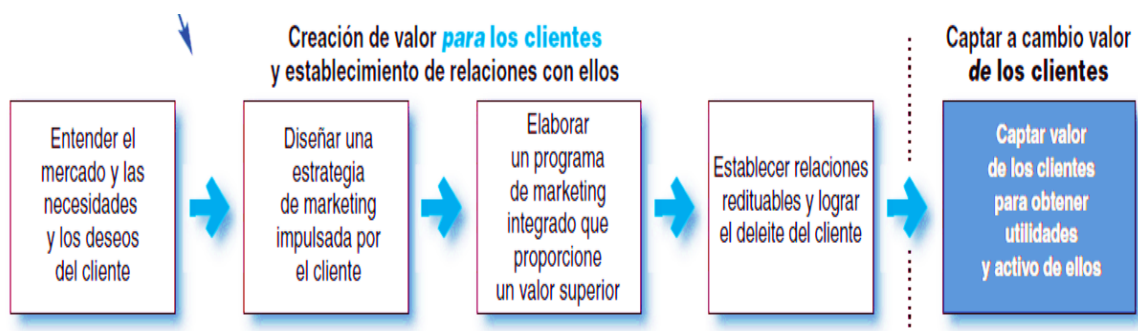 Creación de valor para los clientes
y establecimiento de relaciones con ellos
Captar a cambio valor
de los clientes
Entender el
mercado y las
necesidades
y los deseos
del cliente
Diseñar una
estrategia
de marketing
impulsada por
el cliente
Elaborar
un programa
de marketing
integrado que
proporcione
un valor superior
Establecer relaciones
redituables y lograr
el deleite del cliente
Captar valor
de los clientes
para obtener
utilidades
y activo de ellos